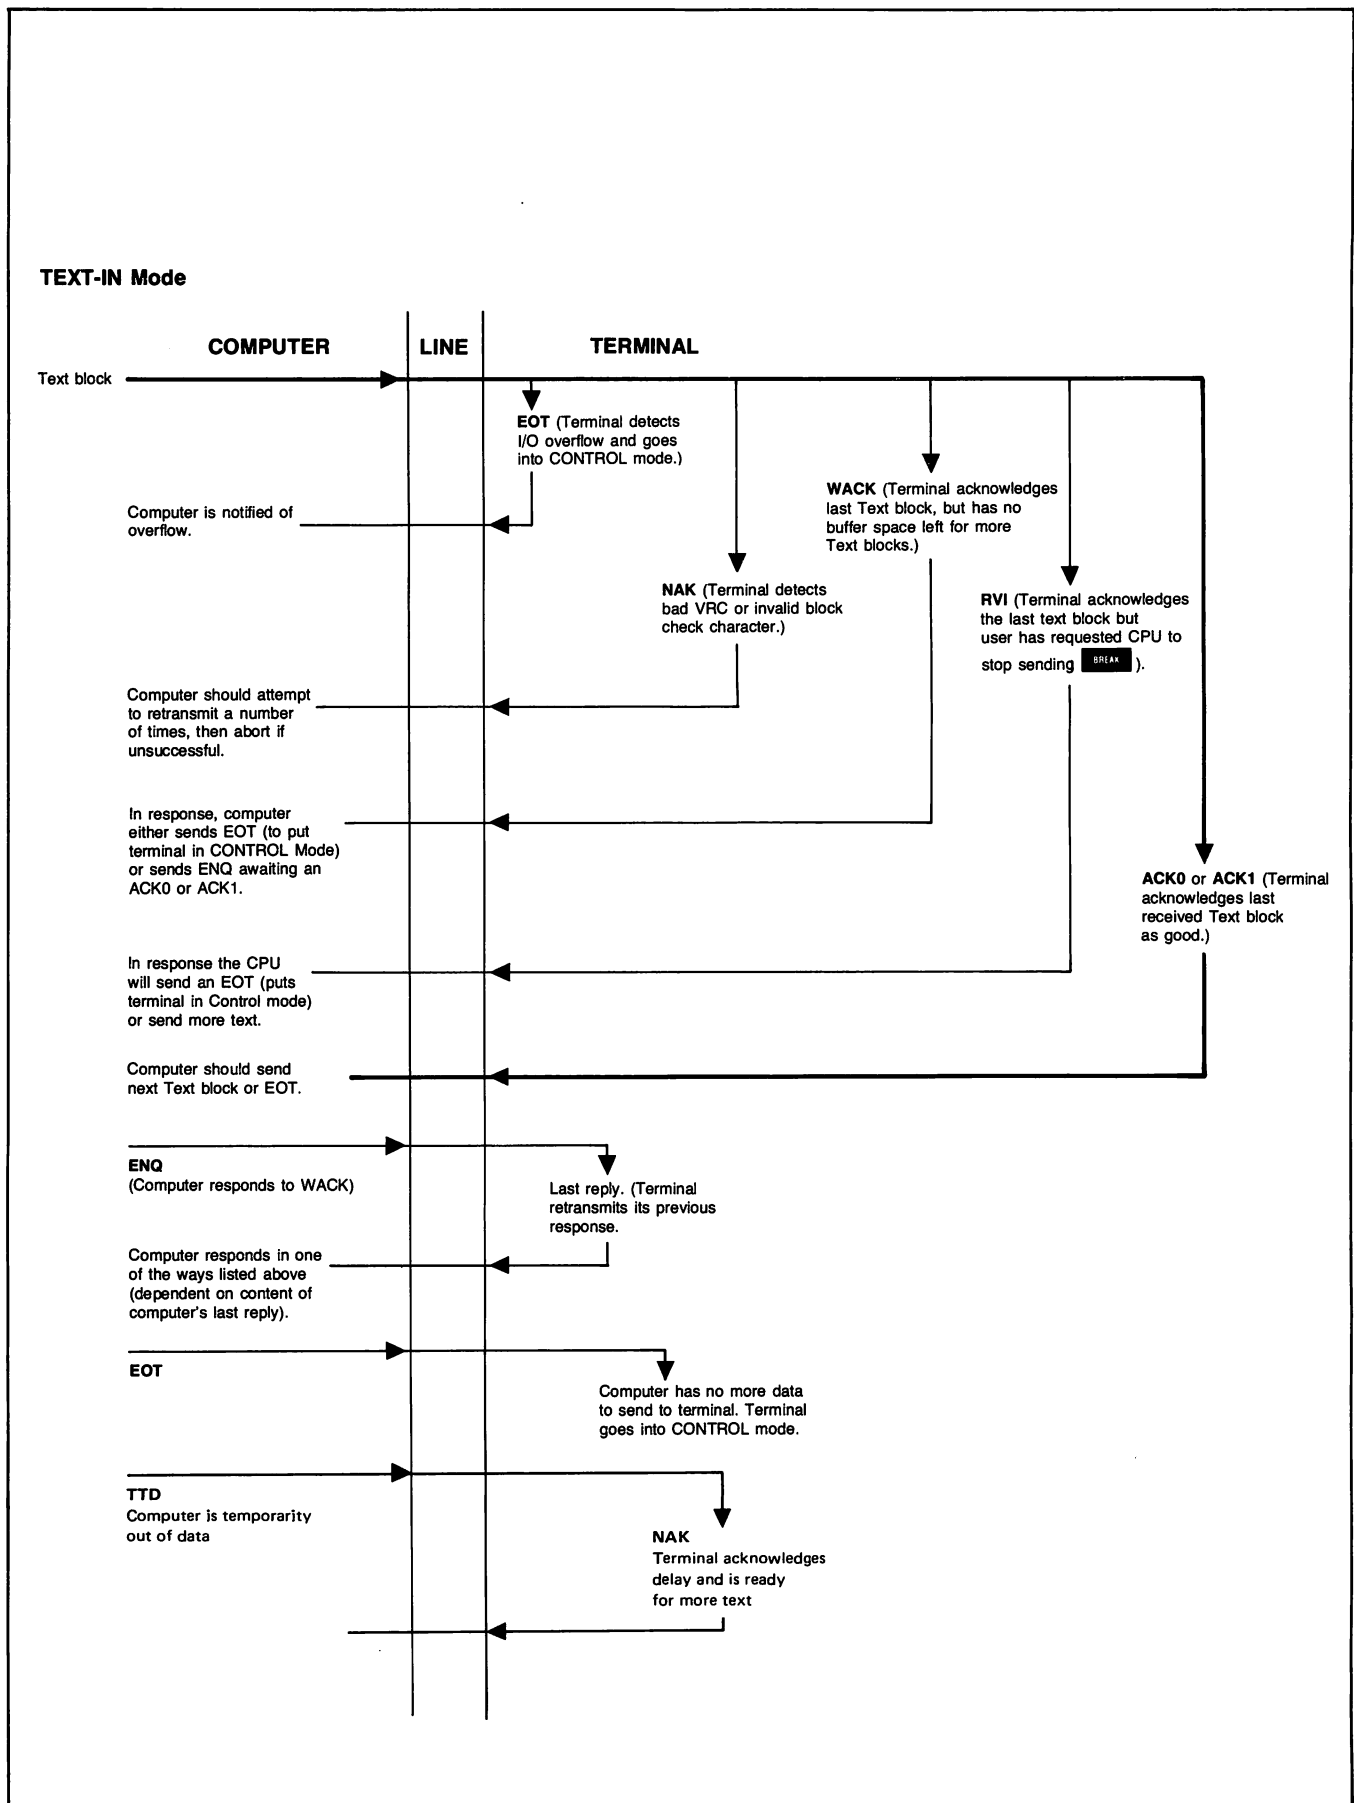 TEXT-IN Mode
COMPUTER
LINE
TERMINAL
Text block
EOT (Terminal detects
I/O overflow and goes
into CONTROL mode.)
Computer is notified of
overflow.
WACK (Terminal acknowledges
last Text block, but has no
buffer space left for more
Text blocks.)
NAK (Terminal detects
bad VRC or invalid block
check character.)
RVI (Terminal acknowledges
the last text block but
user has requested CPU to
stop sending BREAK ).
Computer should attempt
to retransmit a number
of times, then abort if
unsuccessful.
In response, computer
either sends EOT (to put
terminal in CONTROL Mode)
or sends ENQ awaiting an
ACK0 or ACK1.
ACK0 or ACK1 (Terminal
acknowledges last
received Text block
as good.)
In response the CPU
will send an EOT (puts
terminal in Control mode)
or send more text.
Computer should send
next Text block or EOT.
ENQ
(Computer responds to WACK)
Last reply. (Terminal
retransmits its previous
response.
Computer responds in one
of the ways listed above
(dependent on content of
computer's last reply).
EOT
Computer has no more data
to send to terminal. Terminal
goes into CONTROL mode.
TTD
Computer is temporarity
out of data
NAK
Terminal acknowledges
delay and is ready
for more text